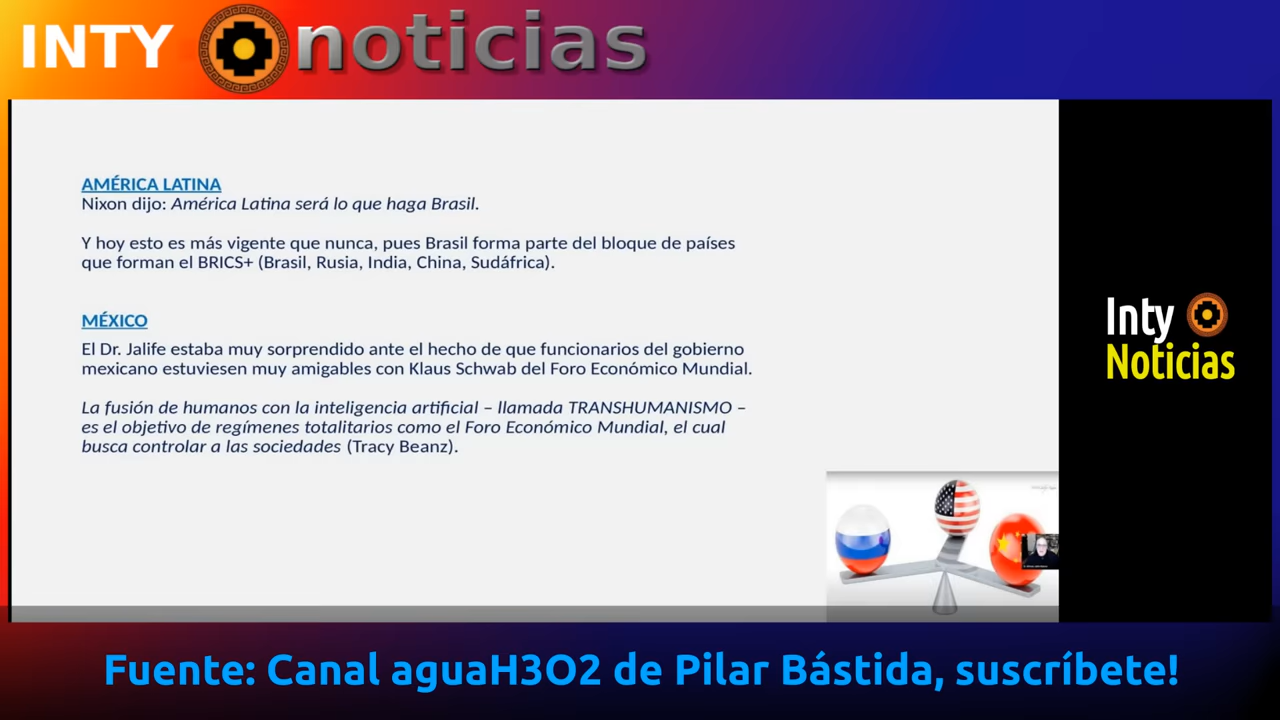 INTY noticias
AMÉRICA LATINA
Nixon dijo: América Latina será lo que haga Brasil.
Y hoy esto es más vigente que nunca, pues Brasil forma parte del bloque de países
que forman el BRICS+ (Brasil, Rusia, India, China, Sudáfrica).
MÉXICO
El Dr. Jalife estaba muy sorprendido ante el hecho de que funcionarios del gobierno
mexicano estuviesen muy amigables con Klaus Schwab del Foro Económico Mundial.
La fusión de humanos con la inteligencia artificial – llamada TRANSHUMANISMO –
es el objetivo de regímenes totalitarios como el Foro Económico Mundial, el cual
busca controlar a las sociedades (Tracy Beanz).
Inty
Noticias
Fuente: Canal aguaH3O2 de Pilar Bástida, suscríbete!